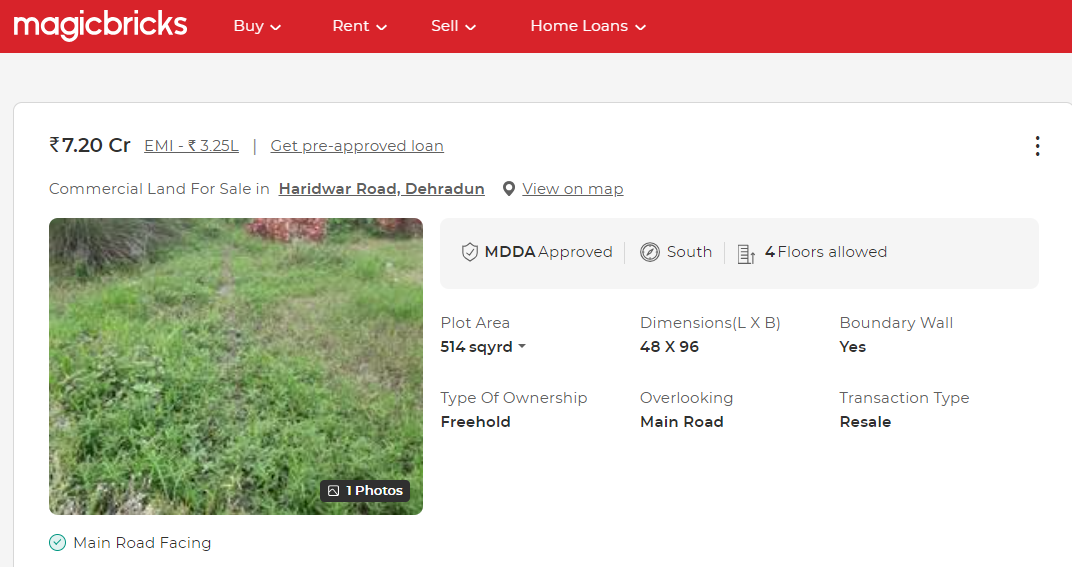 magicbricks Buy Rent Sell Home Loans
₹7.20 Cr EMI - ₹ 3.25L | Get pre-approved loan
Commercial Land For Sale in Haridwar Road, Dehradun View on map
MDDA Approved South 4 Floors allowed
Plot Area Dimensions(L X B) Boundary Wall
514 sqyrd 48 X 96 Yes
Type Of Ownership Overlooking Transaction Type
Freehold Main Road Resale
1 Photos
Main Road Facing